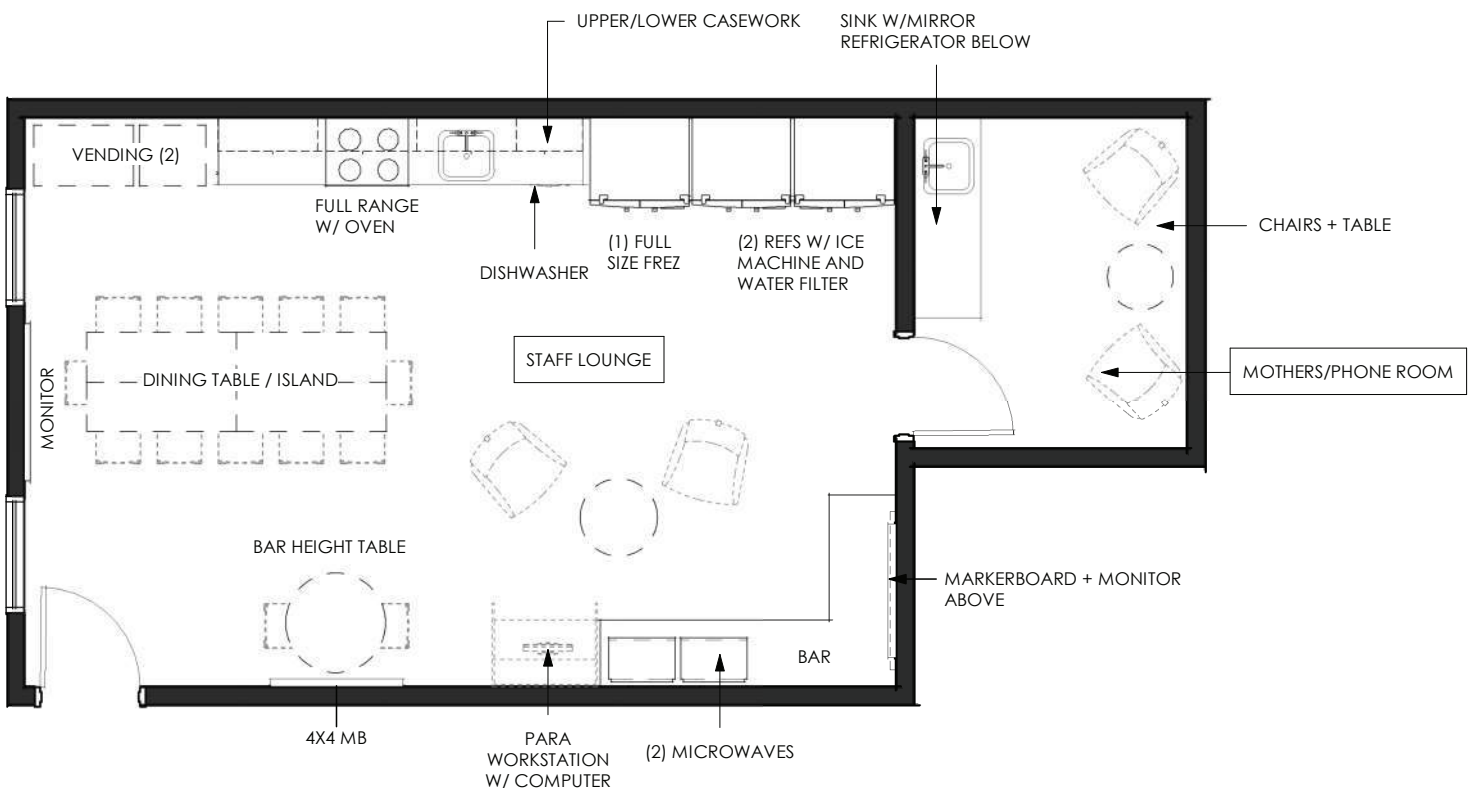 UPPER/LOWER CASEWORK
SINK W/MIRROR
REFRIGERATOR BELOW
VENDING (2)
FULL RANGE
W/ OVEN
DISHWASHER
(1) FULL
SIZE FREZ
(2) REFS W/ ICE
MACHINE AND
WATER FILTER
CHAIRS + TABLE
STAFF LOUNGE
MOTHERS/PHONE ROOM
DINING TABLE / ISLAND
MONITOR
BAR HEIGHT TABLE
MARKERBOARD + MONITOR
ABOVE
BAR
4X4 MB
PARA
WORKSTATION
W/ COMPUTER
(2) MICROWAVES